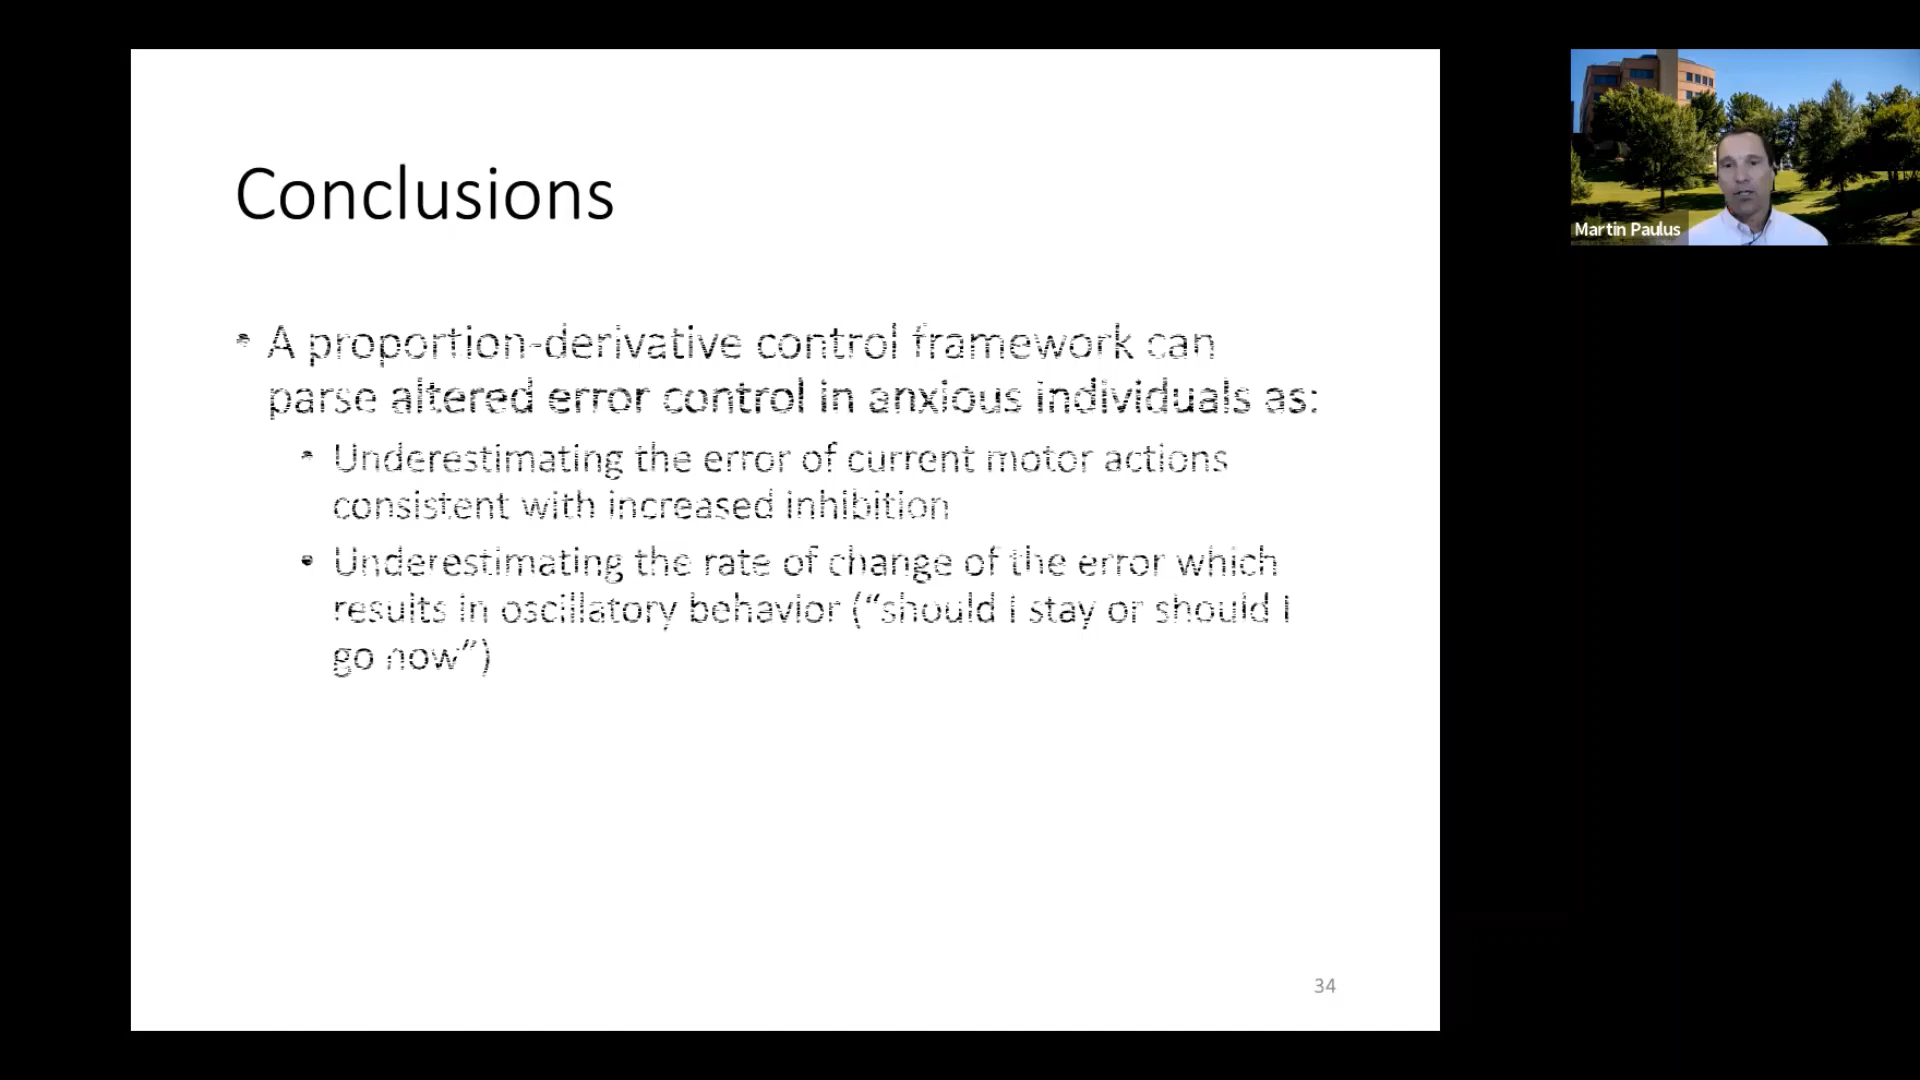 Conclusions
• A proportion-derivative control framework can
parse altered error control in anxious individuals as:
• Underestimating the error of current motor actions
consistent with increased inhibition
• Underestimating the rate of change of the error which
results in oscillatory behavior (“should I stay or should I
go now”)
34
Martin Paulus